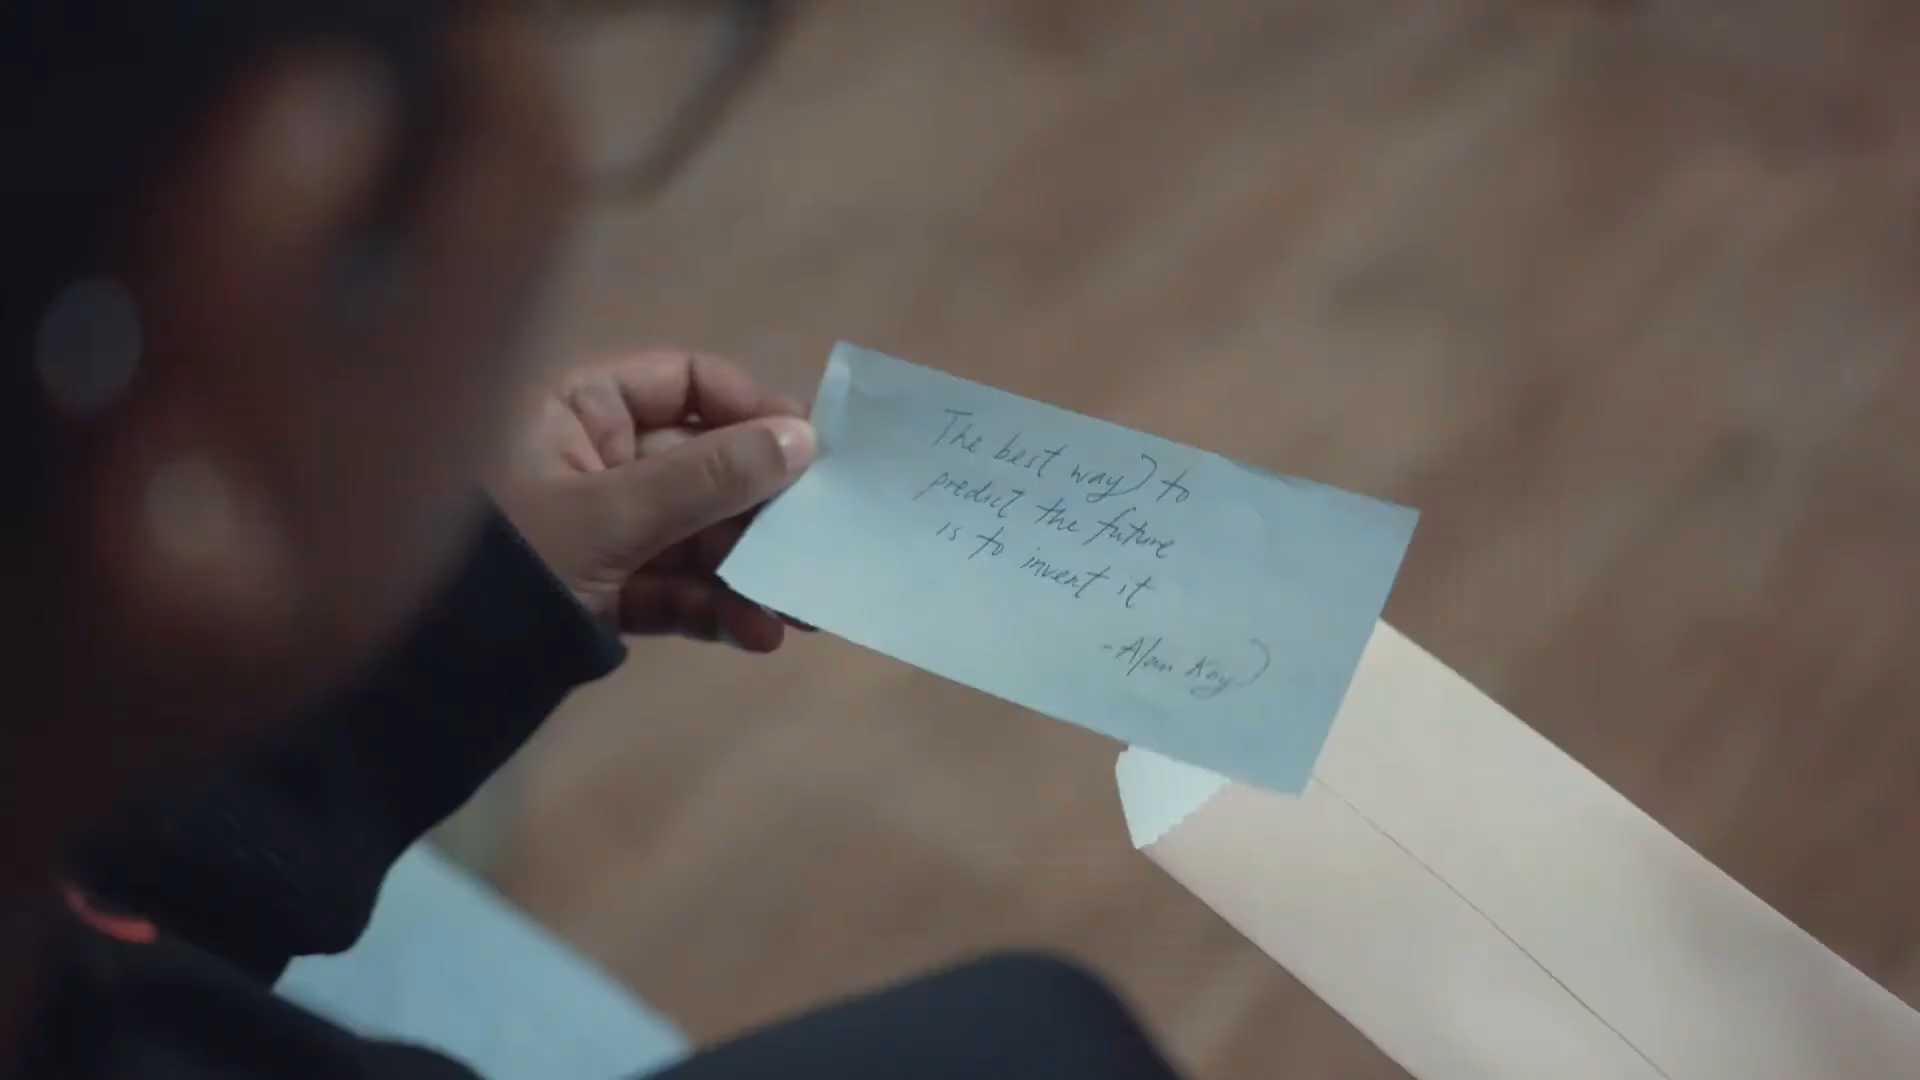 The best way to
predict the future
is to invent it
-Alan Kay